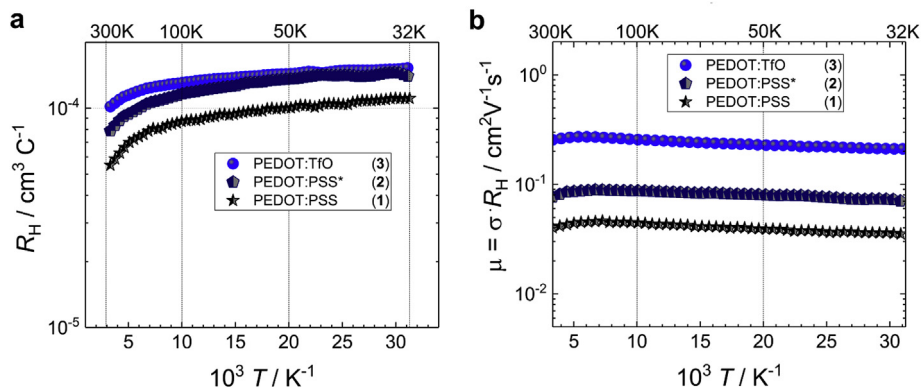 a
300K 100K 50K 32K
10⁻⁴
10⁻⁵
R_H / cm³ C⁻¹
PEDOT:TfO (3)
PEDOT:PSS* (2)
PEDOT:PSS (1)
5 10 15 20 25 30
10³ T / K⁻¹
b
300K 100K 50K 32K
10⁰
10⁻¹
10⁻²
μ = σ·R_H / cm²V⁻¹s⁻¹
PEDOT:TfO (3)
PEDOT:PSS* (2)
PEDOT:PSS (1)
5 10 15 20 25 30
10³ T / K⁻¹